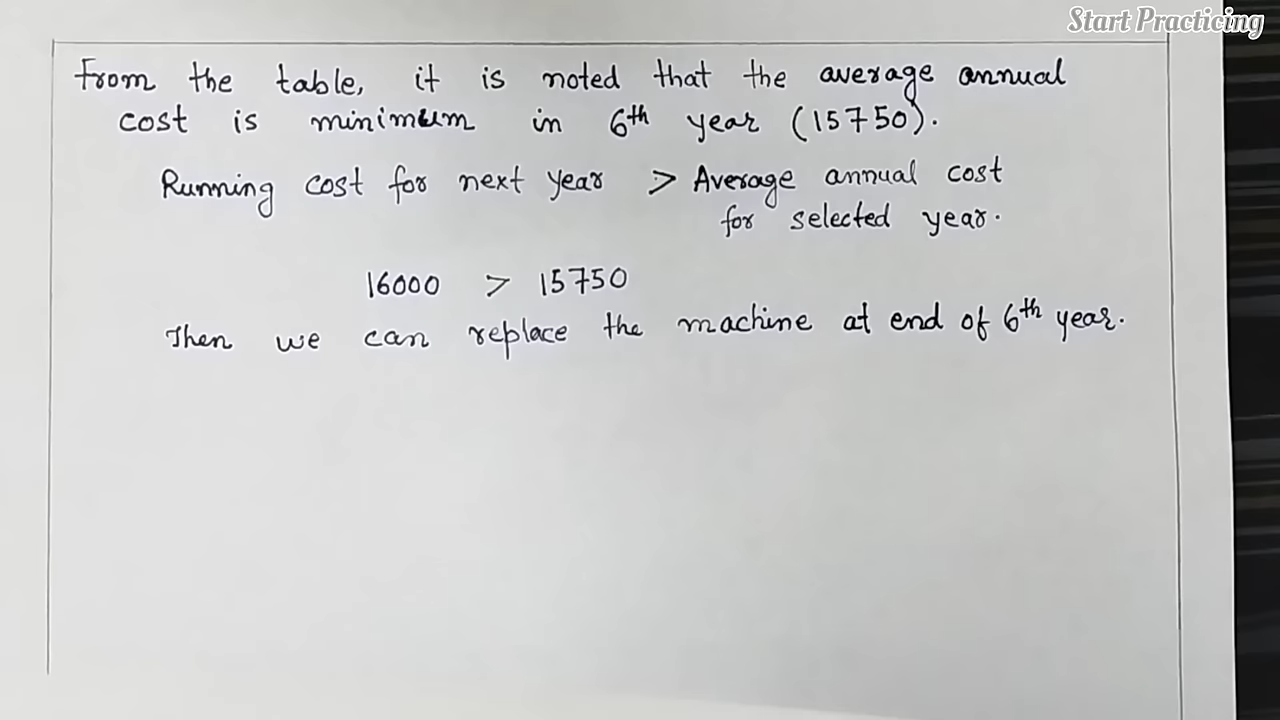 Start Practicing
From the table, it is noted that the average annual
cost is minimum in 6th year (15750).
Running cost for next year > Average annual cost
for selected year.
16000 > 15750
Then we can replace the machine at end of 6th year.